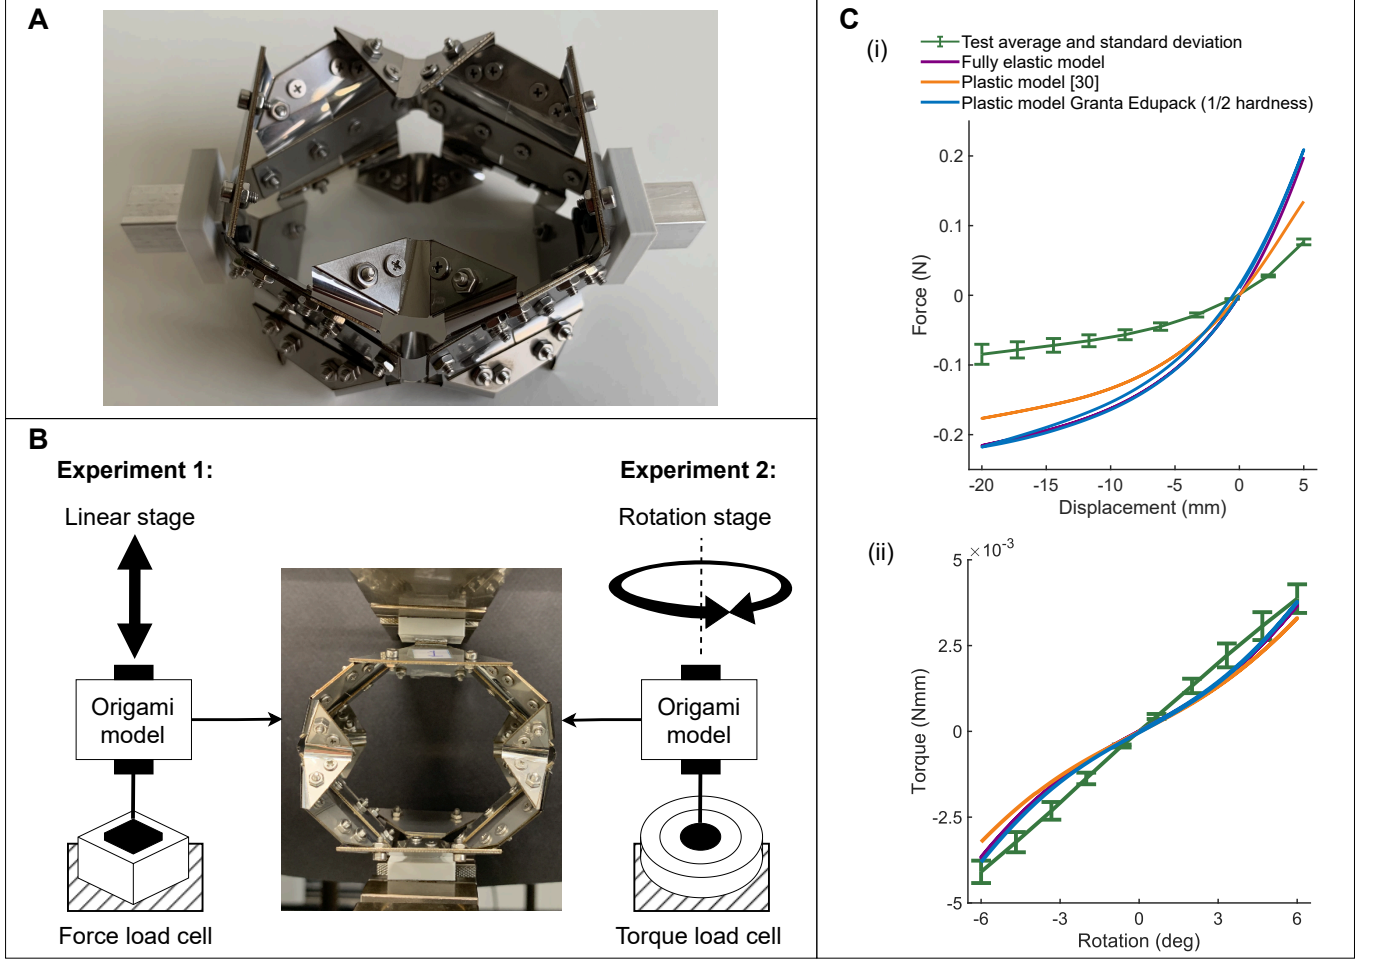 A
B
Experiment 1:
Linear stage
Origami
model
Force load cell
1
Experiment 2:
Rotation stage
Origami
model
Torque load cell
C
(i)
Test average and standard deviation
Fully elastic model
Plastic model [30]
Plastic model Granta Edupack (1/2 hardness)
Force (N)
0.2
0.1
0
-0.1
-0.2
-20 -15 -10 -5 0 5
Displacement (mm)
(ii)
×10⁻³
Torque (Nmm)
5
2.5
0
-2.5
-5
-6 -3 0 3 6
Rotation (deg)